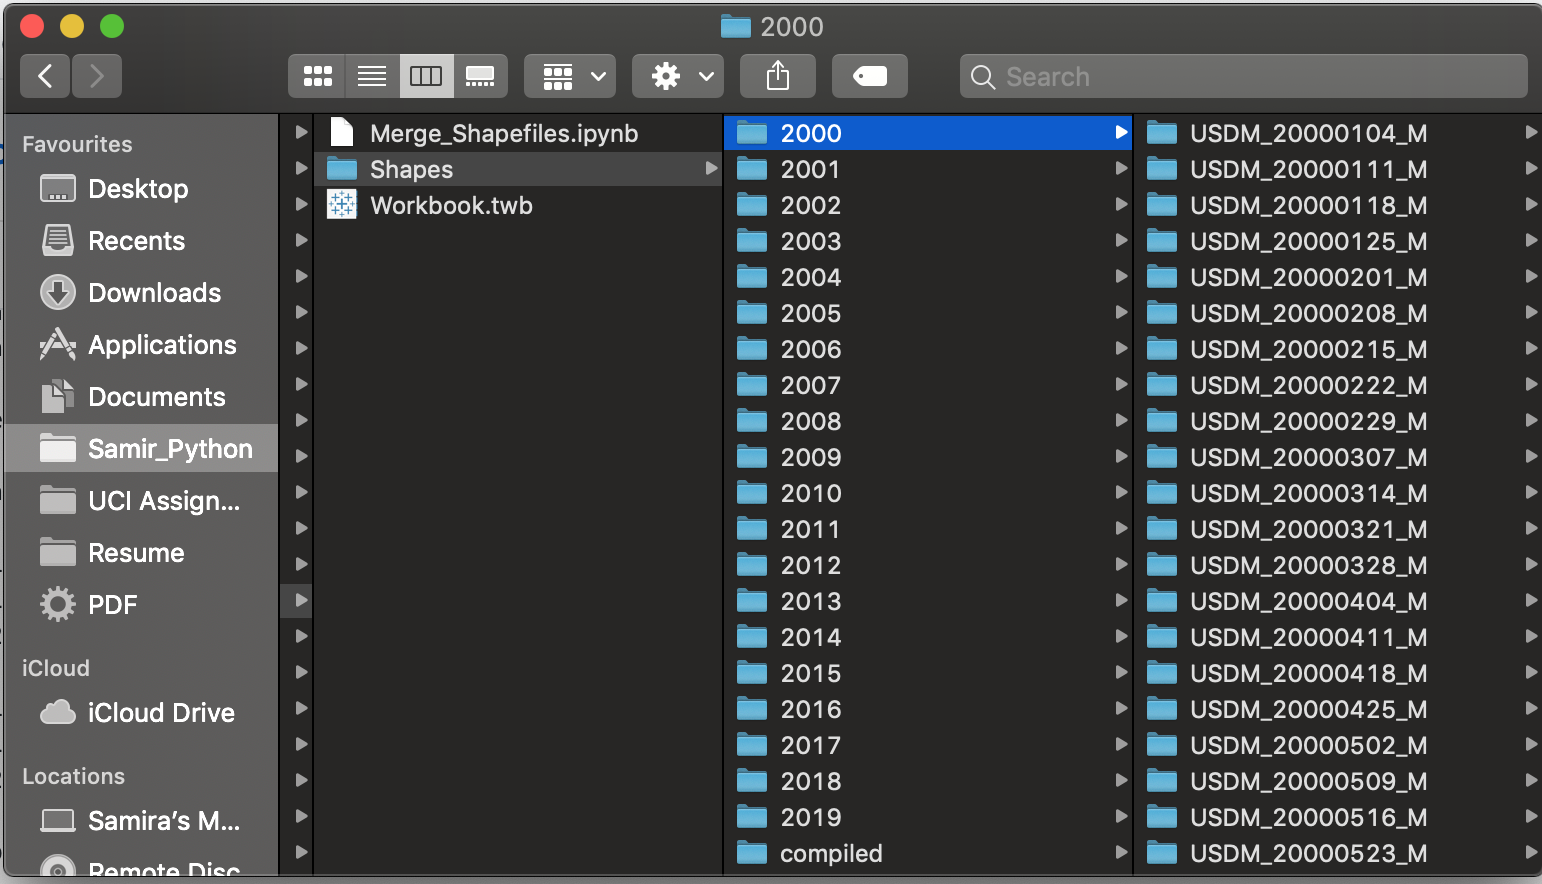 2000
Search
Favourites
Desktop
Recents
Downloads
Applications
Documents
Samir_Python
UCI Assign...
Resume
PDF
iCloud
iCloud Drive
Locations
Samira's M...
Remote Disc
Merge_Shapefiles.ipynb
Shapes
Workbook.twb
2000
2001
2002
2003
2004
2005
2006
2007
2008
2009
2010
2011
2012
2013
2014
2015
2016
2017
2018
2019
compiled
USDM_20000104_M
USDM_20000111_M
USDM_20000118_M
USDM_20000125_M
USDM_20000201_M
USDM_20000208_M
USDM_20000215_M
USDM_20000222_M
USDM_20000229_M
USDM_20000307_M
USDM_20000314_M
USDM_20000321_M
USDM_20000328_M
USDM_20000404_M
USDM_20000411_M
USDM_20000418_M
USDM_20000425_M
USDM_20000502_M
USDM_20000509_M
USDM_20000516_M
USDM_20000523_M